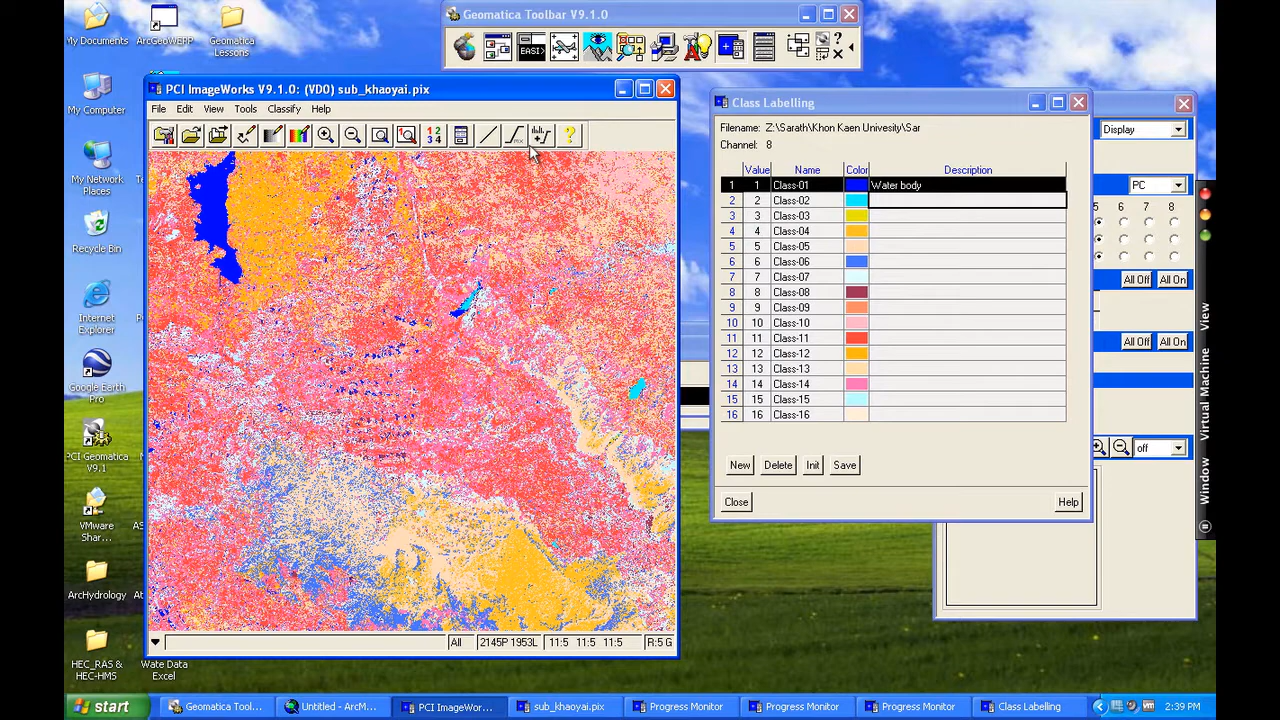 My Documents
ArcGeoWEPP
Geomatica Lessons
Geomatica Toolbar V9.1.0
EASI>
My Computer
My Network Places
Recycle Bin
Internet Explorer
Google Earth Pro
PCI Geomatica V9.1
VMware Shar...
ArcHydrology
HEC_RAS & HEC-HMS
Wate Data Excel
PCI ImageWorks V9.1.0: (VD0) sub_khaoyai.pix
File Edit View Tools Classify Help
1 2
3 4
All 2145P 1953L 11:5 11:5 11:5 R:5 G
Class Labelling
Filename: Z:\Sarath\Khon Kaen Univesity\Sar
Channel: 8
Value Name Color Description
1 1 Class-01 Water body
2 2 Class-02
3 3 Class-03
4 4 Class-04
5 5 Class-05
6 6 Class-06
7 7 Class-07
8 8 Class-08
9 9 Class-09
10 10 Class-10
11 11 Class-11
12 12 Class-12
13 13 Class-13
14 14 Class-14
15 15 Class-15
16 16 Class-16
New Delete Init Save
Close Help
Display
PC
5 6 7 8
All Off All On
All Off All On
off
View
Virtual Machine
Window
start
Geomatica Tool...
Untitled - ArcM...
PCI ImageWor...
sub_khaoyai.pix
Progress Monitor
Progress Monitor
Progress Monitor
Class Labelling
2:39 PM